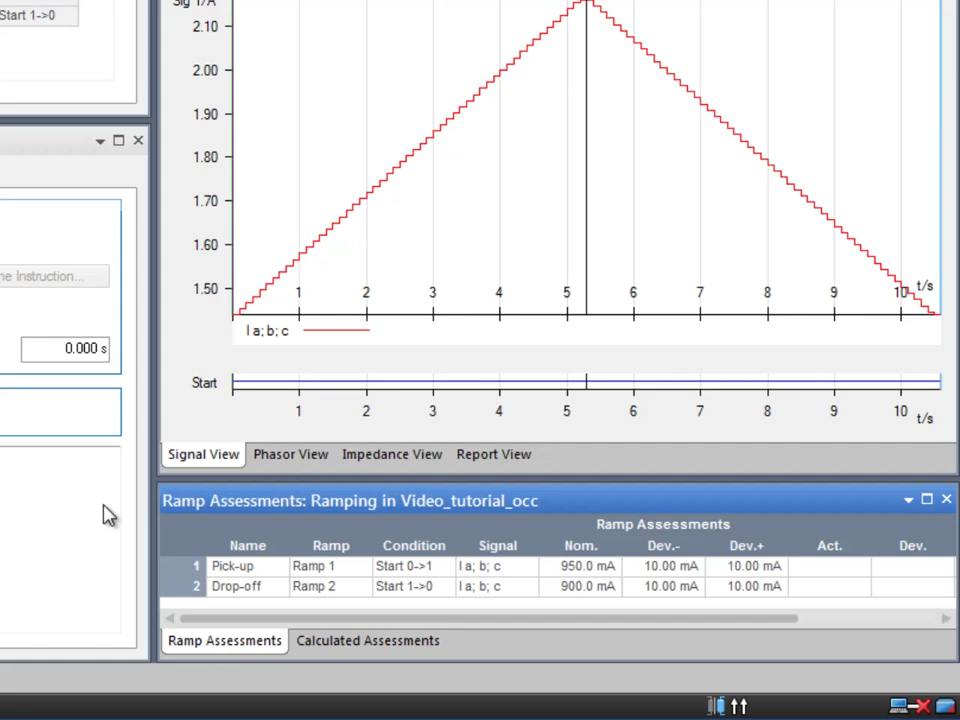 Sig 1/A
Start 1->0
2.10
2.00
1.90
1.80
1.70
1.60
1.50
1 2 3 4 5 6 7 8 9 10 t/s
I a; b; c
ne Instruction...
0.000 s
Start
1 2 3 4 5 6 7 8 9 10 t/s
Signal View Phasor View Impedance View Report View
Ramp Assessments: Ramping in Video_tutorial_occ
Ramp Assessments
Name Ramp Condition Signal Nom. Dev.- Dev.+ Act. Dev.
1 Pick-up Ramp 1 Start 0->1 I a; b; c 950.0 mA 10.00 mA 10.00 mA
2 Drop-off Ramp 2 Start 1->0 I a; b; c 900.0 mA 10.00 mA 10.00 mA
Ramp Assessments Calculated Assessments